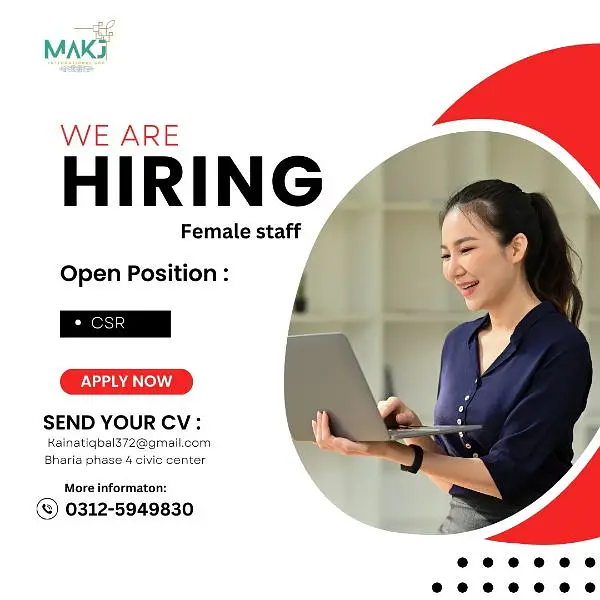 MAKJ
INTERNATIONAL
WE ARE
HIRING
Female staff
Open Position :
• CSR
APPLY NOW
SEND YOUR CV :
Kainatiqbal372@gmail.com
Bharia phase 4 civic center
More informaton:
0312-5949830